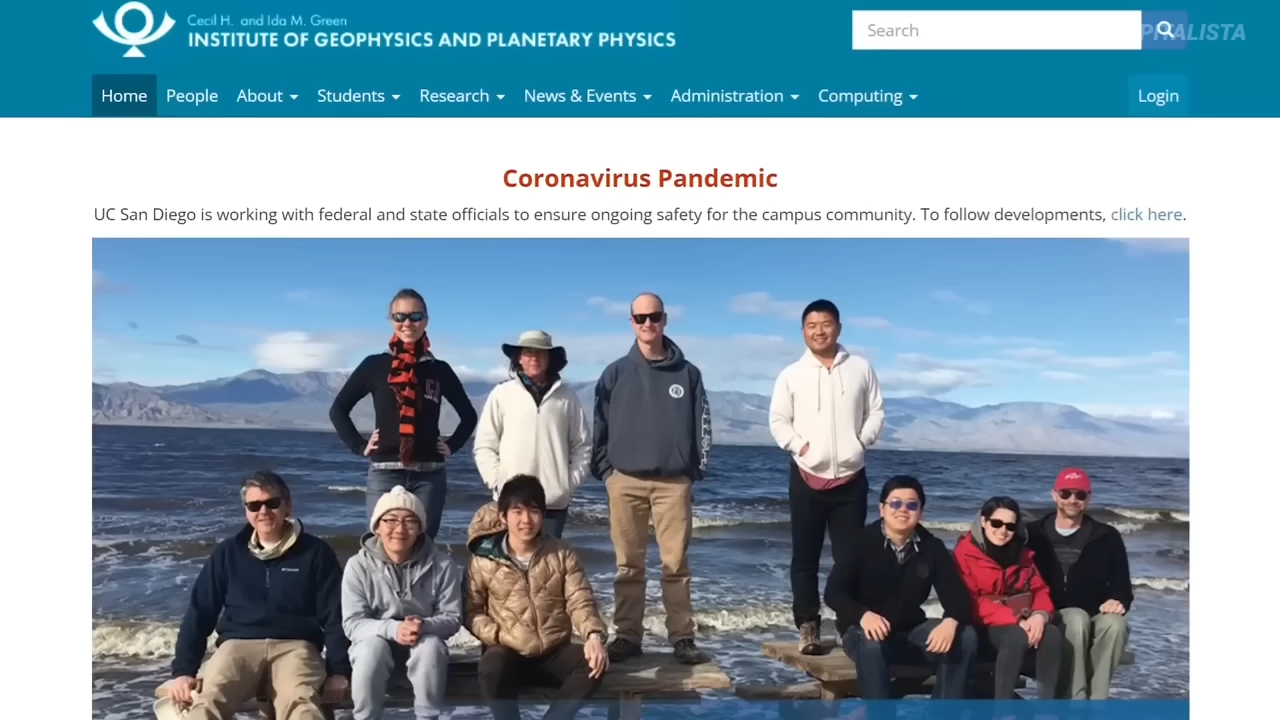 Cecil H. and Ida M. Green
INSTITUTE OF GEOPHYSICS AND PLANETARY PHYSICS
Search
Home People About Students Research News & Events Administration Computing Login
Coronavirus Pandemic
UC San Diego is working with federal and state officials to ensure ongoing safety for the campus community. To follow developments, click here.